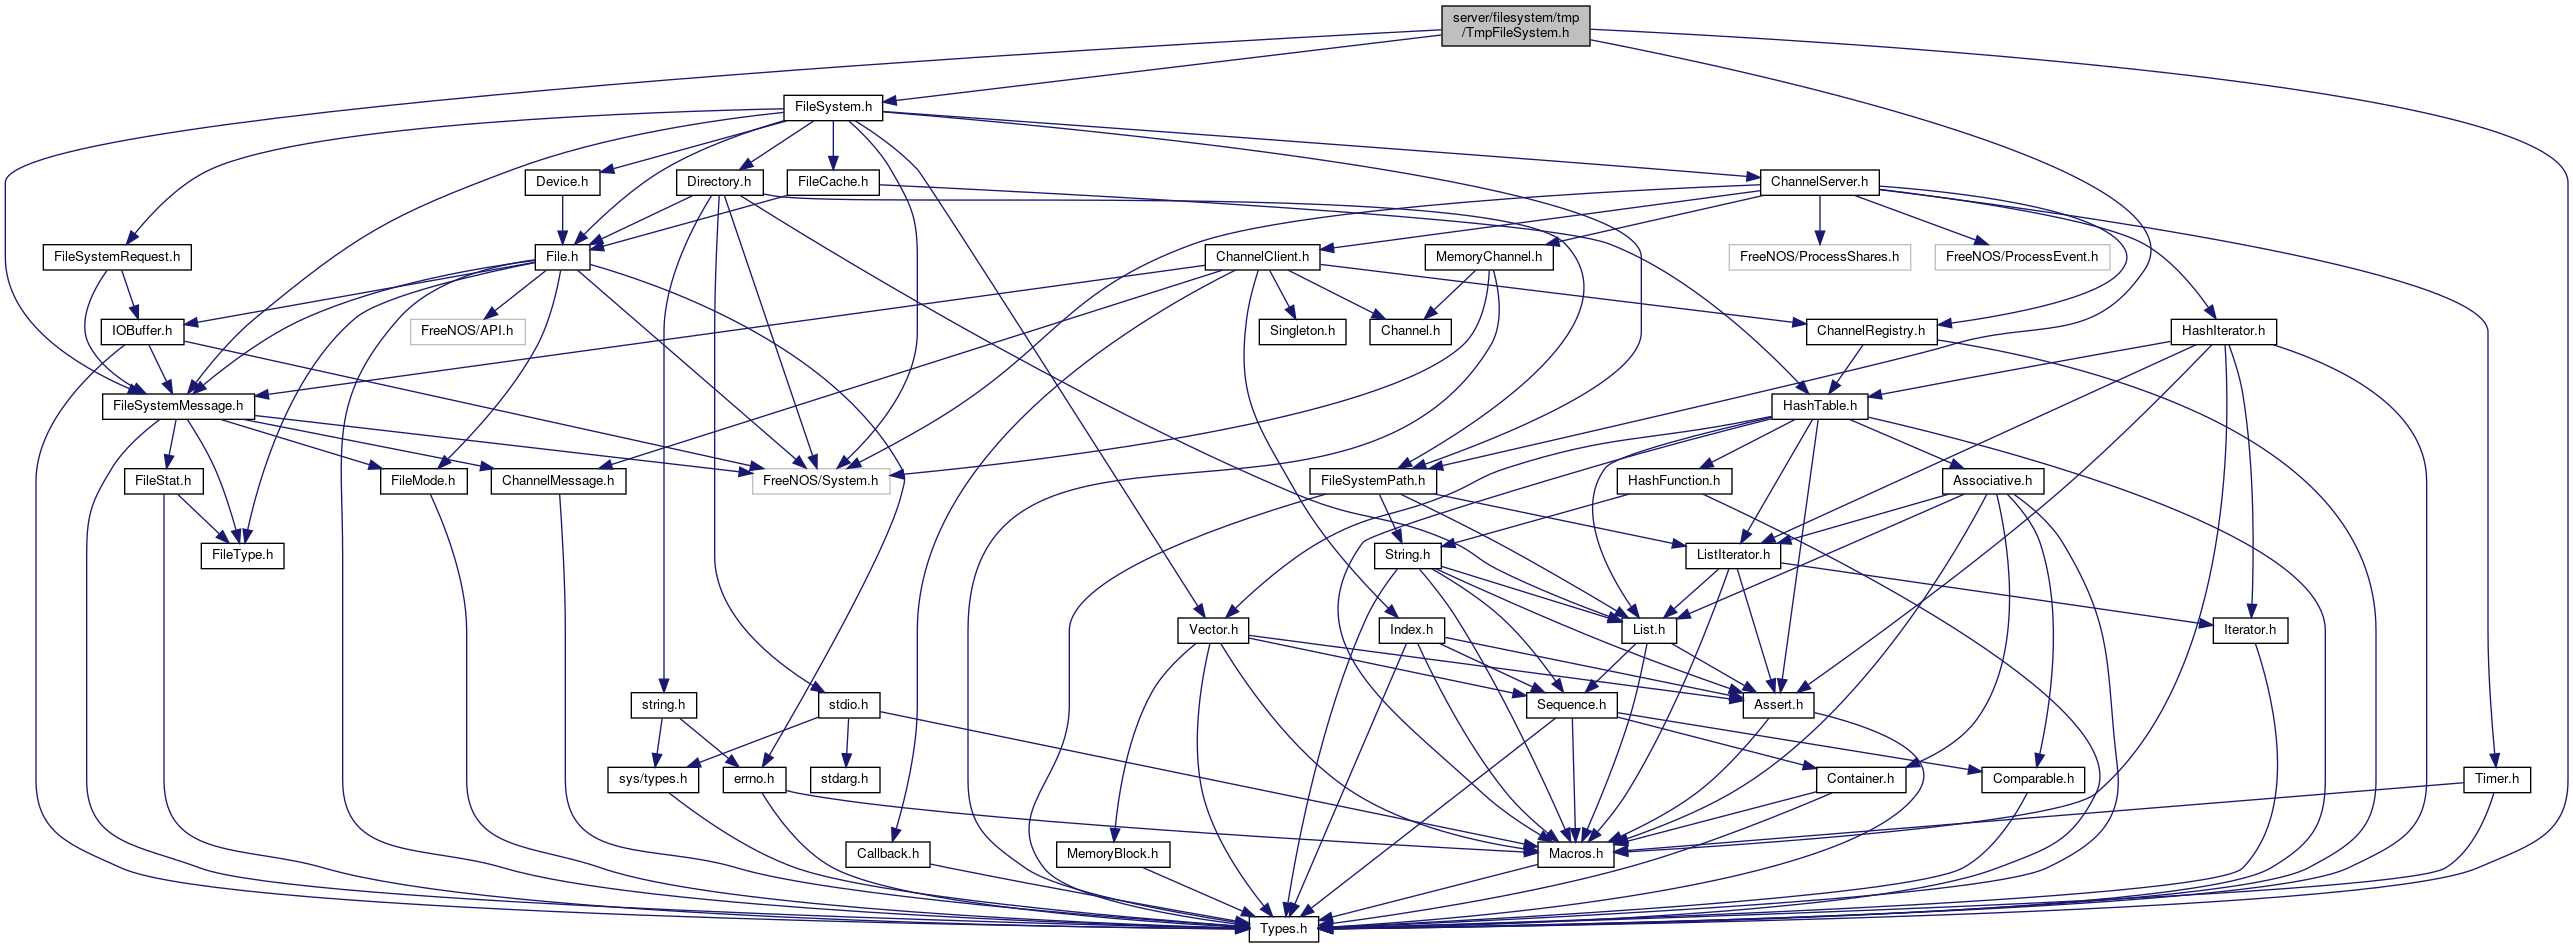 server/filesystem/tmp
/TmpFileSystem.h
FileSystem.h
Device.h
Directory.h
FileCache.h
ChannelServer.h
FileSystemRequest.h
File.h
ChannelClient.h
MemoryChannel.h
FreeNOS/ProcessShares.h
FreeNOS/ProcessEvent.h
IOBuffer.h
FreeNOS/API.h
Singleton.h
Channel.h
ChannelRegistry.h
HashIterator.h
FileSystemMessage.h
HashTable.h
FileStat.h
FileMode.h
ChannelMessage.h
FreeNOS/System.h
FileSystemPath.h
HashFunction.h
Associative.h
FileType.h
String.h
ListIterator.h
Vector.h
Index.h
List.h
Iterator.h
string.h
stdio.h
Sequence.h
Assert.h
sys/types.h
errno.h
stdarg.h
Container.h
Comparable.h
Timer.h
Callback.h
MemoryBlock.h
Macros.h
Types.h